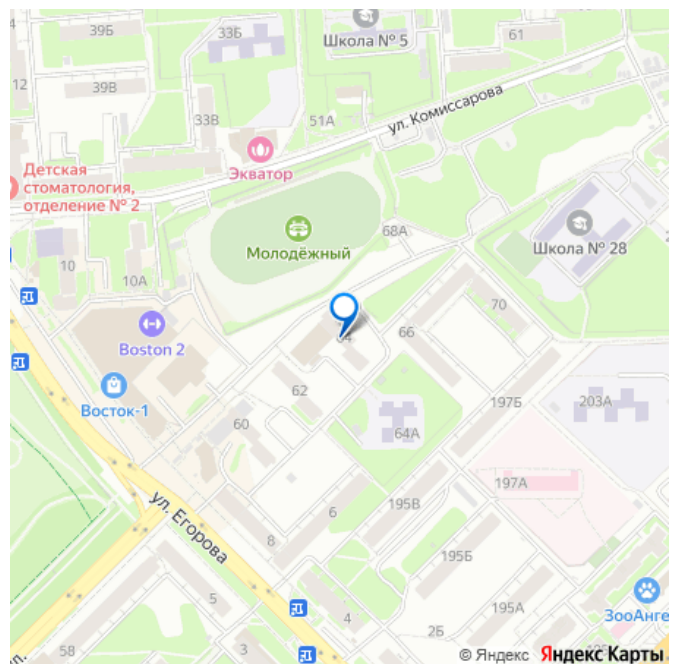 4
39Б
33Б
Школа № 5
61
12
39В
33В
51А
ул. Комиссарова
Экватор
Детская
стоматология,
отделение № 2
68А
Молодёжный
Школа № 28
10
10А
70
Boston 2
66
Восток-1
62
197Б
203А
60
64А
197А
ул. Егорова
6
195В
8
195Б
5
4
195А
ЗооАнге
2Б
58
3
© Яндекс
Яндекс Карты